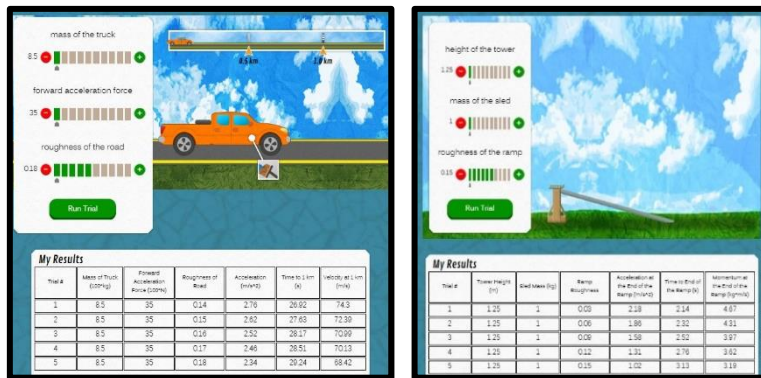 mass of the truck
8.5
forward acceleration force
35
roughness of the road
0.18
Run Trial
0.5 km
1.0 km
My Results
Trial # Mass of Truck (100*kg) Forward Acceleration Force (100*N) Roughness of Road Acceleration (m/s^2) Time to 1 km (s) Velocity at 1 km (m/s)
1 8.5 35 0.14 2.76 26.92 74.3
2 8.5 35 0.15 2.62 27.63 72.39
3 8.5 35 0.16 2.52 28.17 70.99
4 8.5 35 0.17 2.46 28.51 70.13
5 8.5 35 0.18 2.34 29.24 68.42
height of the tower
1.25
mass of the sled
1
roughness of the ramp
0.15
Run Trial
My Results
Trial # Tower Height (m) Sled Mass (kg) Ramp Roughness Acceleration at the End of the Ramp (m/s^2) Time to End of the Ramp (s) Momentum at the End of the Ramp (kg*m/s)
1 1.25 1 0.03 2.18 2.14 4.67
2 1.25 1 0.06 1.86 2.32 4.31
3 1.25 1 0.09 1.58 2.52 3.97
4 1.25 1 0.12 1.31 2.76 3.62
5 1.25 1 0.15 1.02 3.13 3.19